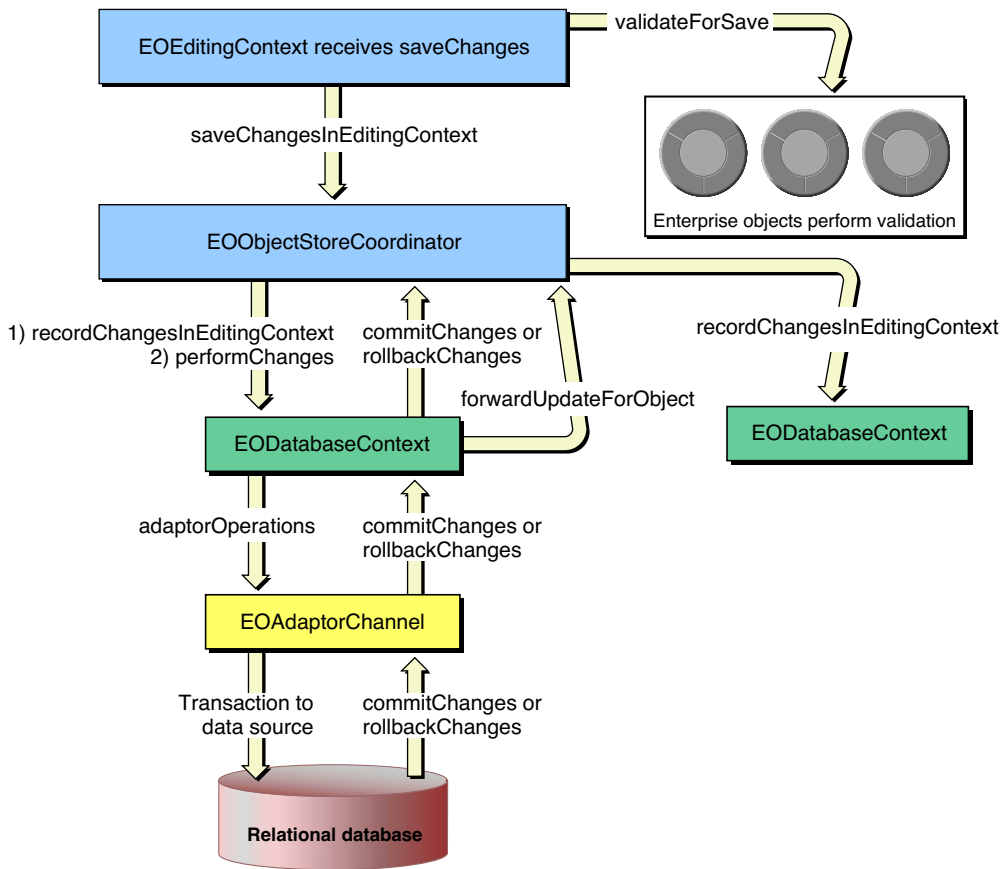 EOEditingContext receives saveChanges
validateForSave
saveChangesInEditingContext
Enterprise objects perform validation
EOObjectStoreCoordinator
1) recordChangesInEditingContext
2) performChanges
commitChanges or
rollbackChanges
recordChangesInEditingContext
forwardUpdateForObject
EODatabaseContext
EODatabaseContext
adaptorOperations
commitChanges or
rollbackChanges
EOAdaptorChannel
Transaction to
data source
commitChanges or
rollbackChanges
Relational database